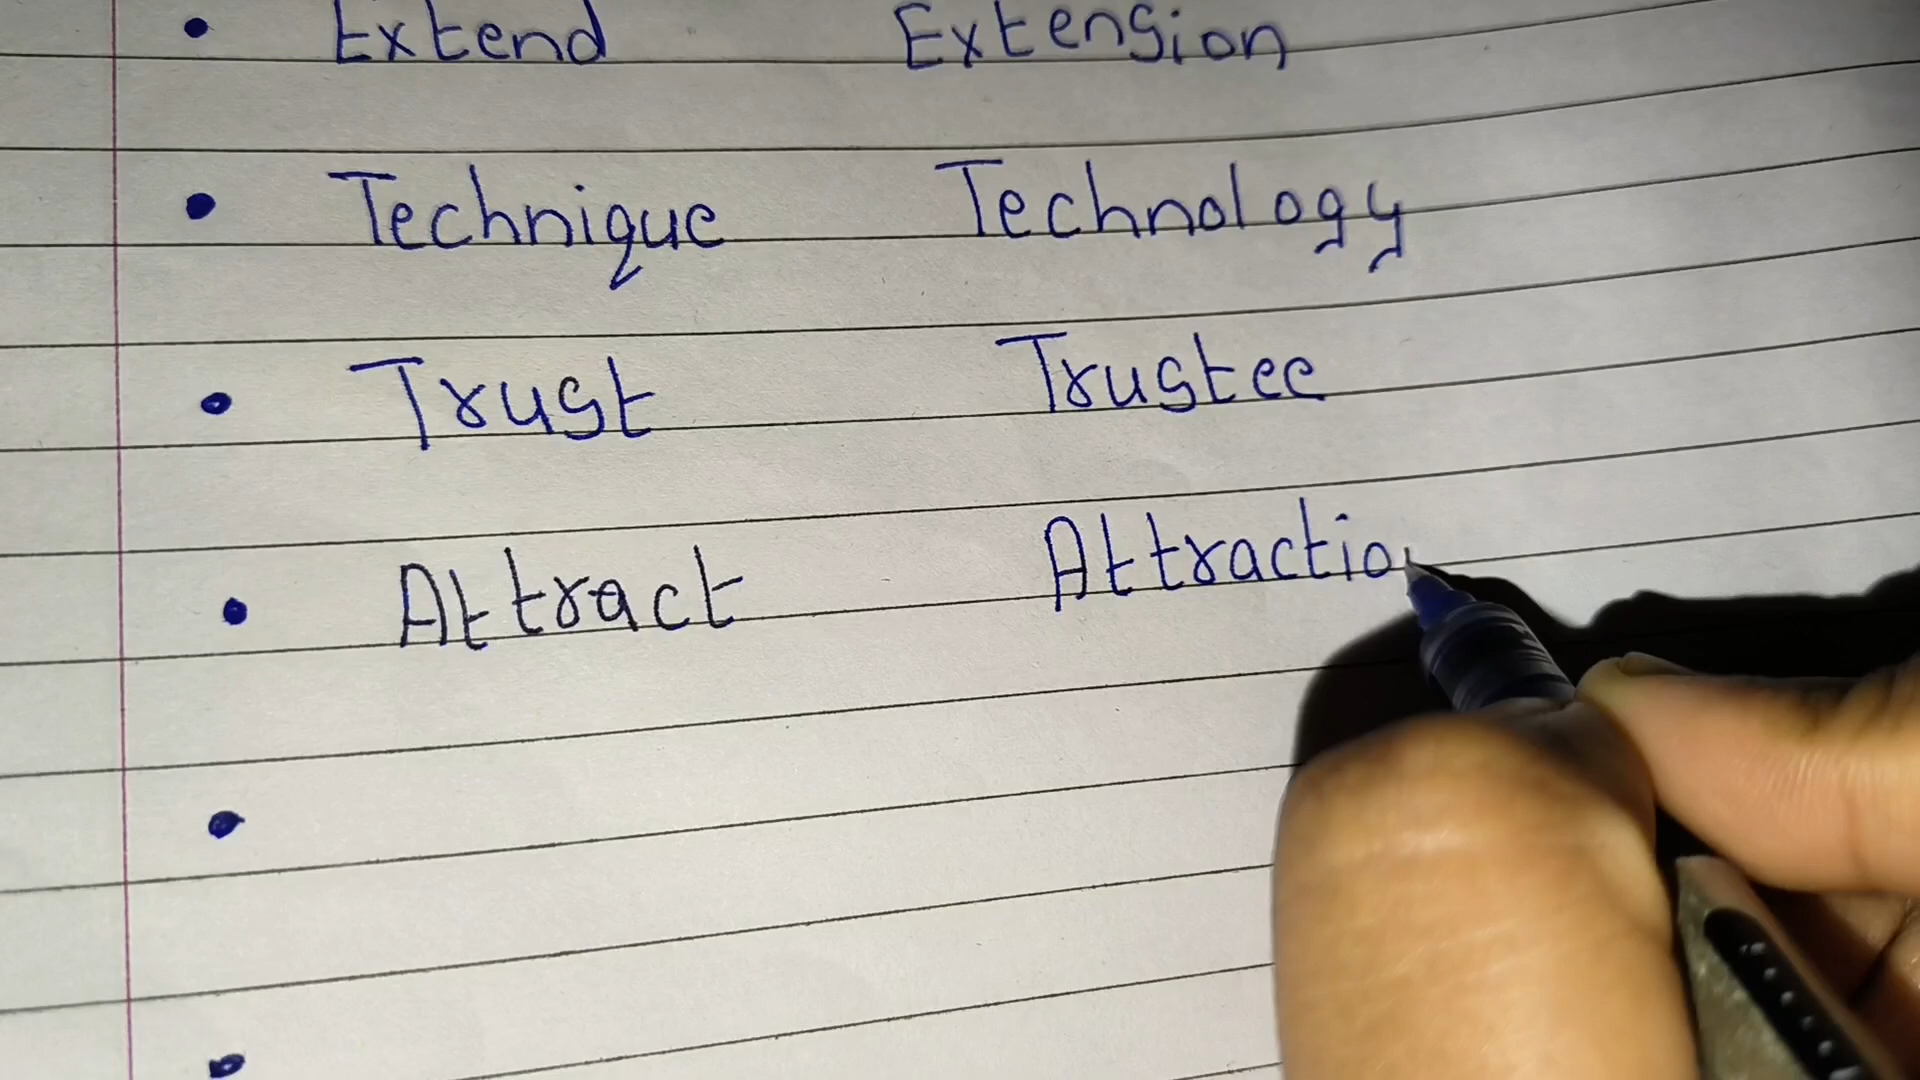 • Extend Extension
• Technique Technology
• Trust Trustee
• Attract Attractio
•
•